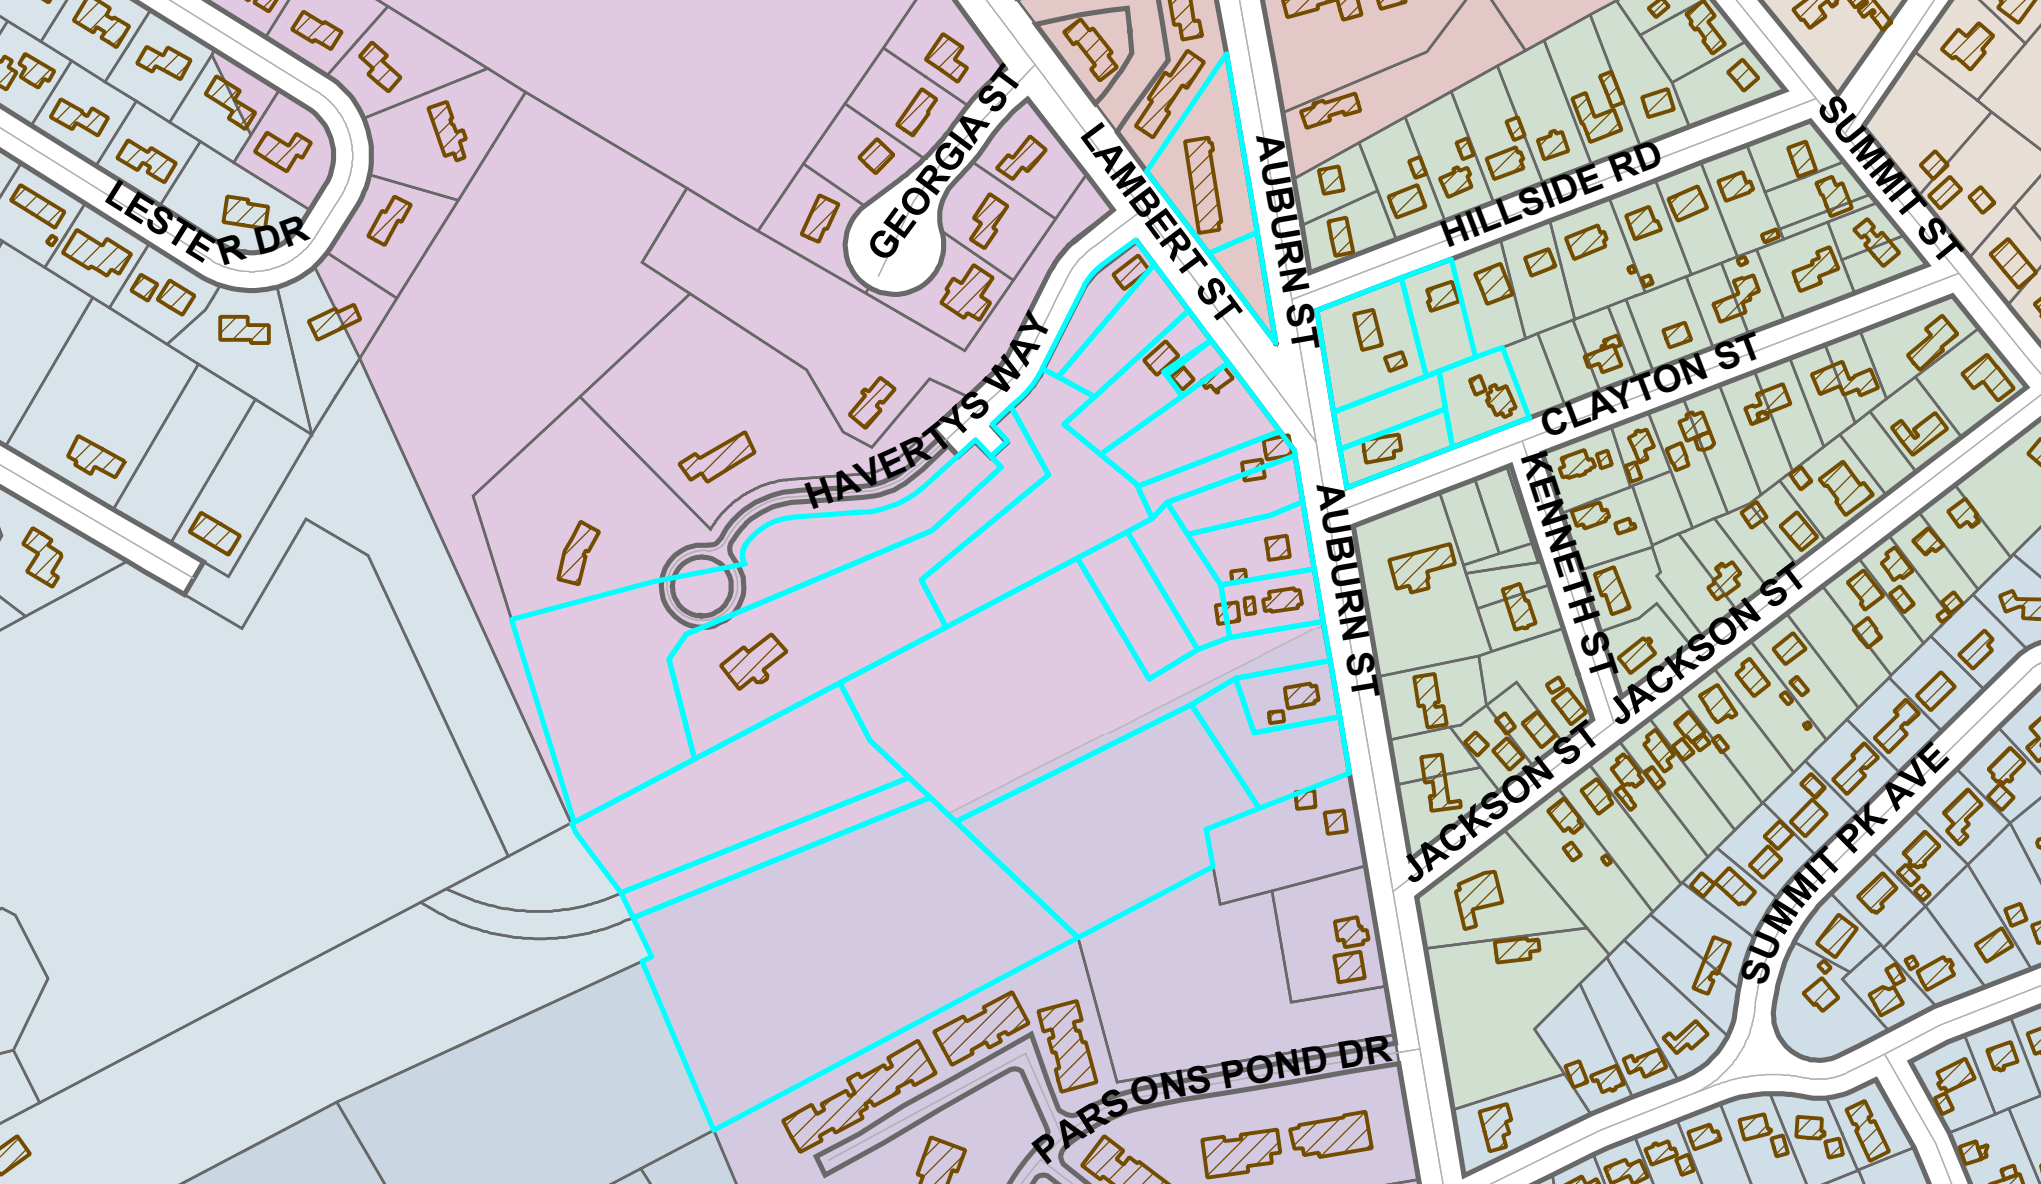 GEORGIA ST
LAMBERT ST
AUBURN ST
HILLSIDE RD
SUMMIT ST
LESTER DR
HAVERTYS WAY
CLAYTON ST
KENNETH ST
AUBURN ST
JACKSON ST
JACKSON ST
SUMMIT PK AVE
PARSONS POND DR